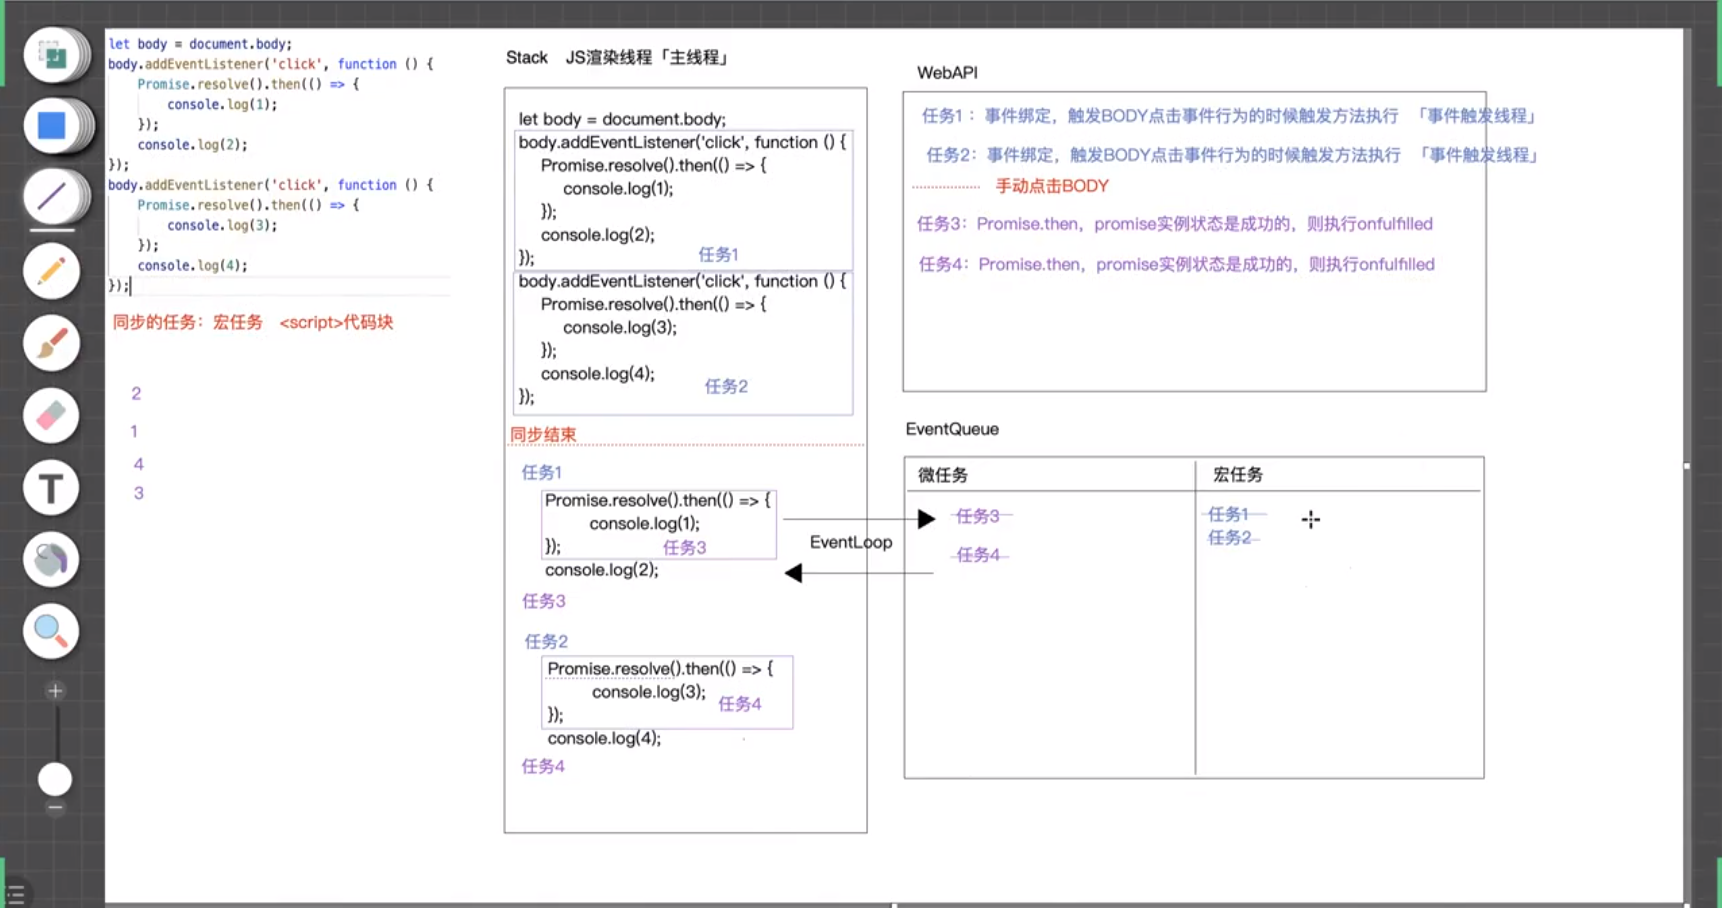 let body = document.body;
body.addEventListener('click', function () {
    Promise.resolve().then(() => {
        console.log(1);
    });
    console.log(2);
});
body.addEventListener('click', function () {
    Promise.resolve().then(() => {
        console.log(3);
    });
    console.log(4);
});
同步的任务：宏任务 <script>代码块
2
1
4
3
Stack JS渲染线程「主线程」
let body = document.body;
body.addEventListener('click', function () {
    Promise.resolve().then(() => {
        console.log(1);
    });
    console.log(2);
任务1
});
body.addEventListener('click', function () {
    Promise.resolve().then(() => {
        console.log(3);
    });
    console.log(4);
任务2
});
同步结束
任务1
Promise.resolve().then(() => {
        console.log(1);
}); 任务3
console.log(2);
任务3
任务2
Promise.resolve().then(() => {
        console.log(3);
任务4
});
console.log(4);
任务4
EventLoop
WebAPI
任务1：事件绑定，触发BODY点击事件行为的时候触发方法执行 「事件触发线程」
任务2：事件绑定，触发BODY点击事件行为的时候触发方法执行 「事件触发线程」
手动点击BODY
任务3：Promise.then，promise实例状态是成功的，则执行onfulfilled
任务4：Promise.then，promise实例状态是成功的，则执行onfulfilled
EventQueue
微任务
任务3
任务4
宏任务
任务1
任务2
T